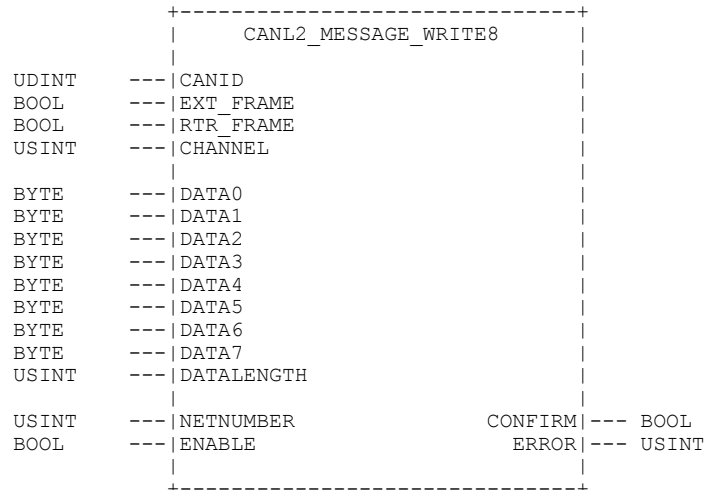 +-------------------------------+
| CANL2_MESSAGE_WRITE8 |
| |
UDINT ---|CANID |
BOOL ---|EXT_FRAME |
BOOL ---|RTR_FRAME |
USINT ---|CHANNEL |
| |
BYTE ---|DATA0 |
BYTE ---|DATA1 |
BYTE ---|DATA2 |
BYTE ---|DATA3 |
BYTE ---|DATA4 |
BYTE ---|DATA5 |
BYTE ---|DATA6 |
BYTE ---|DATA7 |
USINT ---|DATALENGTH |
| |
USINT ---|NETNUMBER CONFIRM|--- BOOL
BOOL ---|ENABLE ERROR|--- USINT
| |
+-------------------------------+